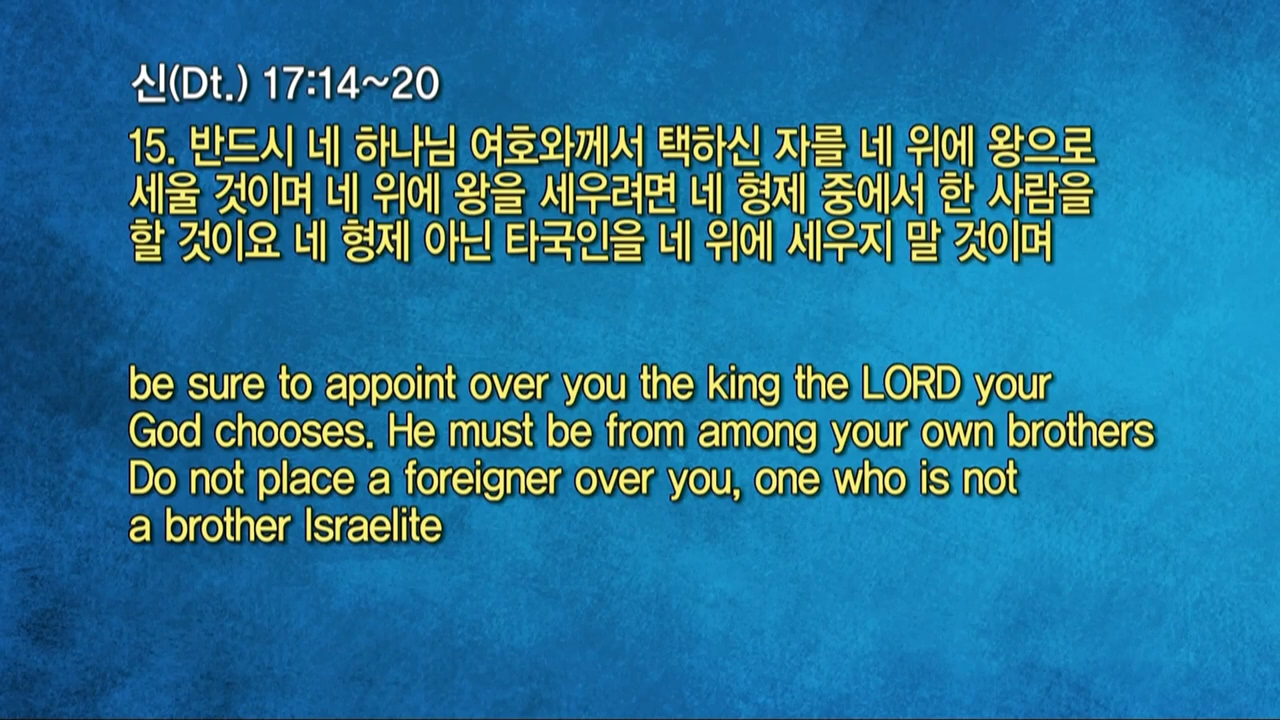 신(Dt.) 17:14~20
15. 반드시 네 하나님 여호와께서 택하신 자를 네 위에 왕으로
세울 것이며 네 위에 왕을 세우려면 네 형제 중에서 한 사람을
할 것이요 네 형제 아닌 타국인을 네 위에 세우지 말 것이며
be sure to appoint over you the king the LORD your
God chooses. He must be from among your own brothers
Do not place a foreigner over you, one who is not
a brother Israelite